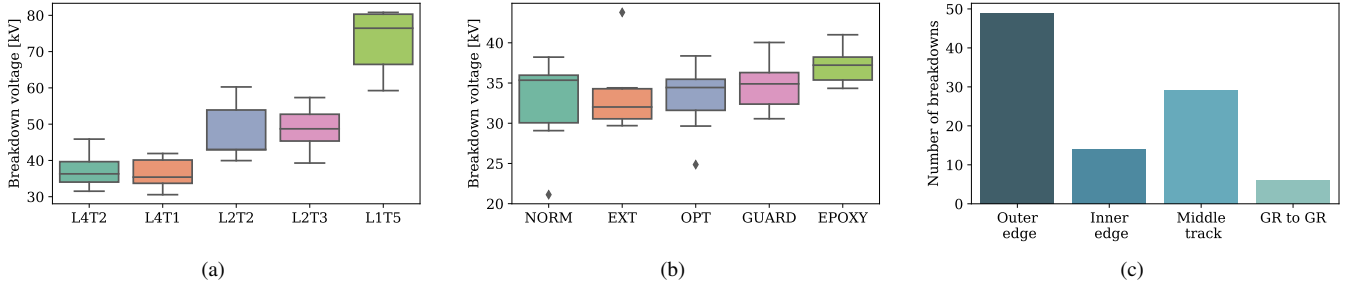 Breakdown voltage [kV]
80
70
60
50
40
30
L4T2 L4T1 L2T2 L2T3 L1T5
(a)
Breakdown voltage [kV]
40
35
30
25
20
NORM EXT OPT GUARD EPOXY
(b)
Number of breakdowns
50
40
30
20
10
0
Outer Inner Middle GR to GR
edge edge track
(c)